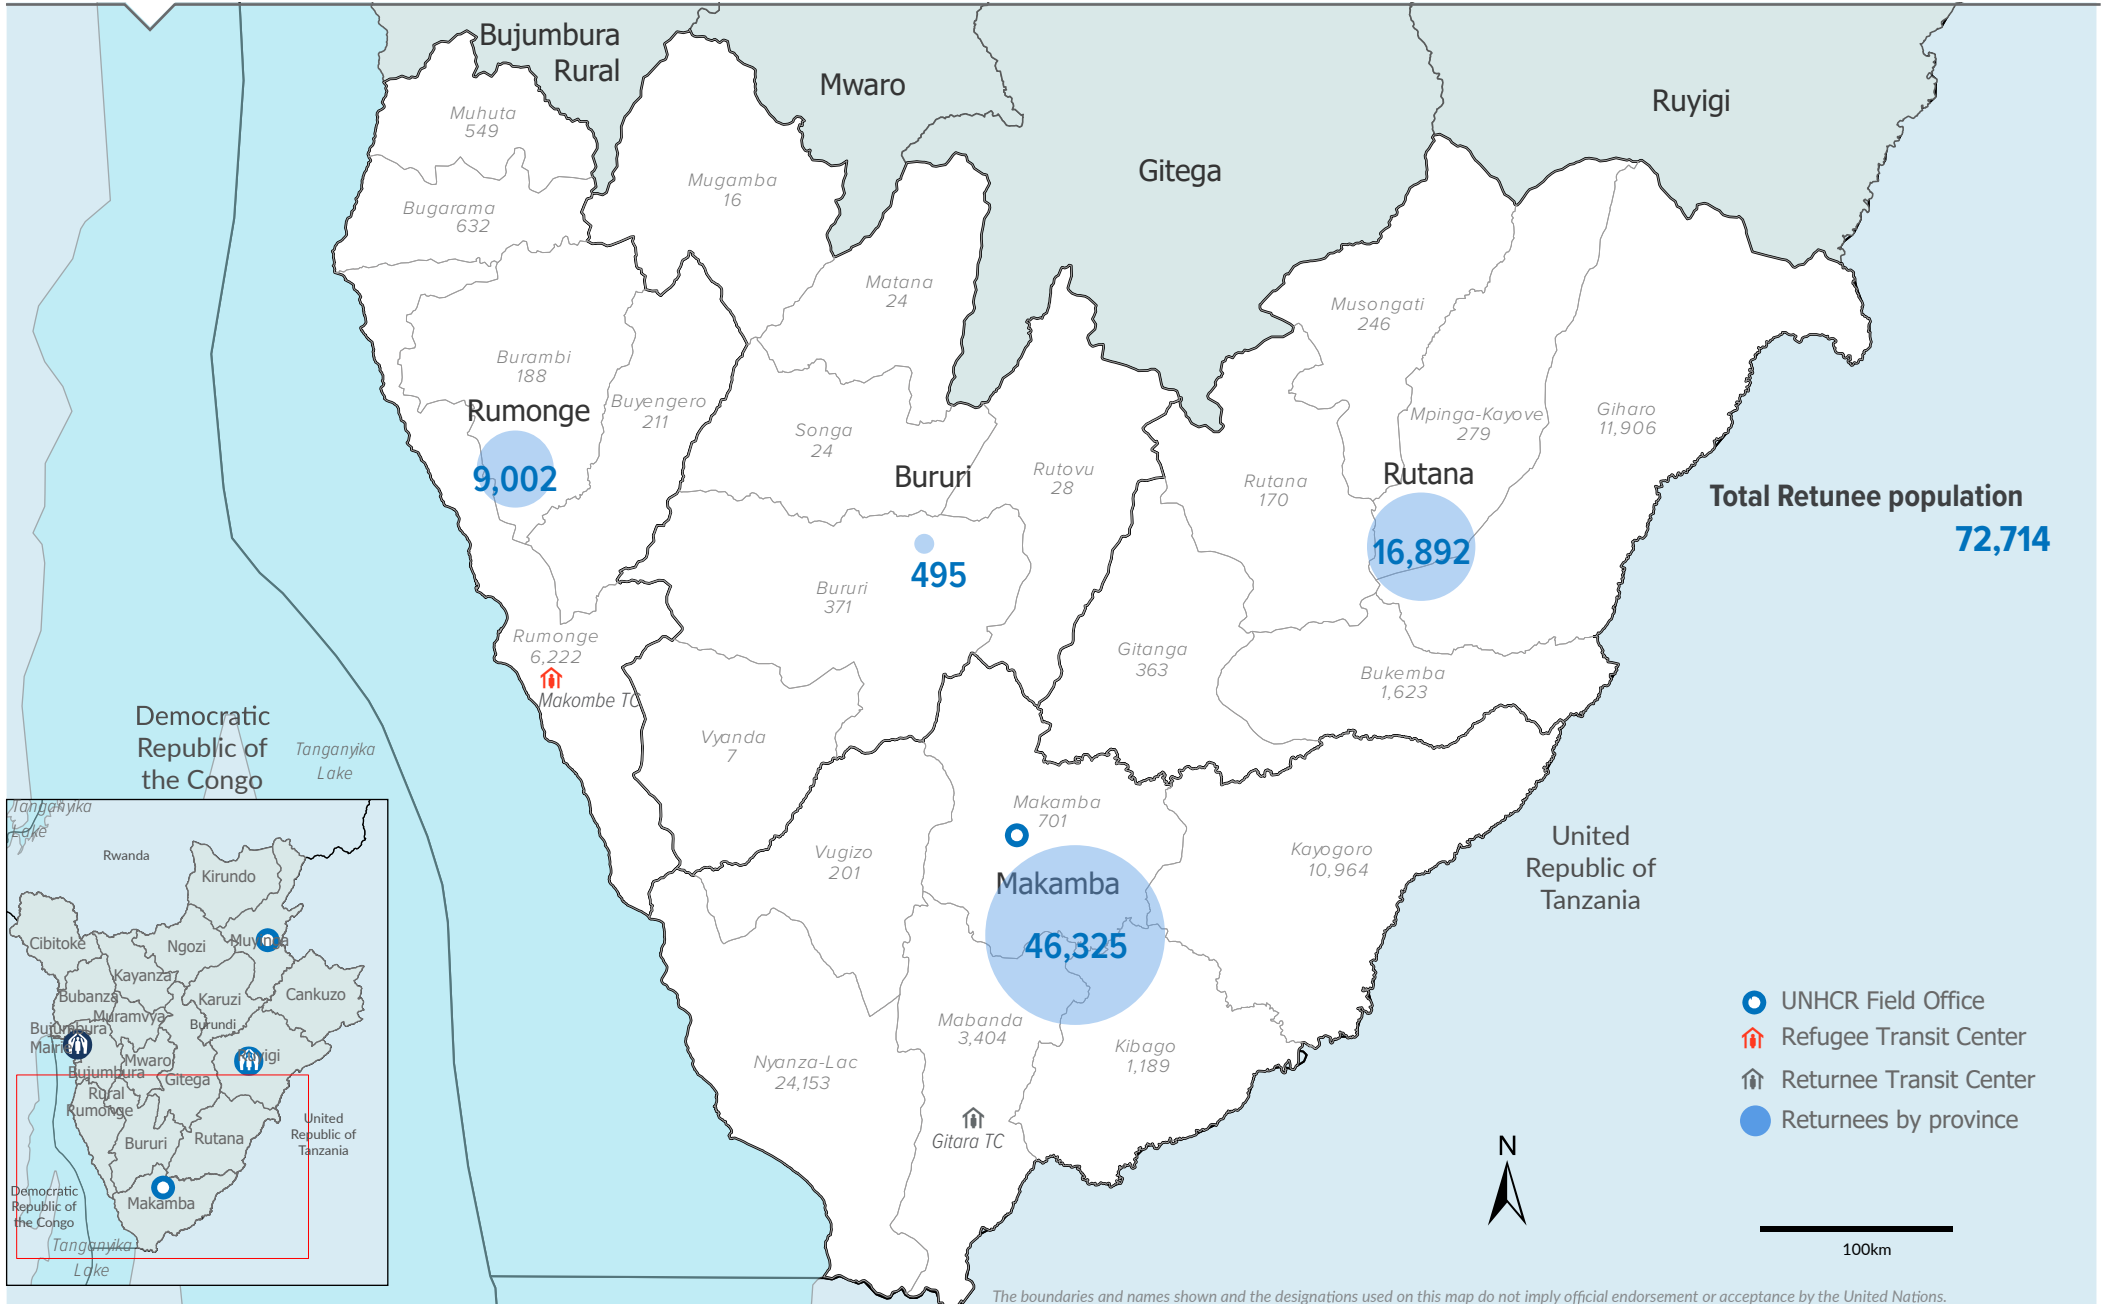 Bujumbura
Rural
Mwaro
Ruyigi
Gitega
Muhuta
549
Mugamba
16
Bugarama
632
Matana
24
Musongati
246
Burambi
188
Buyengero
211
Rumonge
9,002
Songa
24
Bururi
495
Rutovu
28
Mpinga-Kayove
279
Giharo
11,906
Rutana
170
Rutana
16,892
Total Retunee population
72,714
Bururi
371
Rumonge
6,222
Makombe TC
Gitanga
363
Bukemba
1,623
Vyanda
7
Democratic
Republic of
the Congo
Tanganyika
Lake
Makamba
701
Vugizo
201
Kayogoro
10,964
Makamba
46,325
United
Republic of
Tanzania
Mabanda
3,404
Kibago
1,189
Nyanza-Lac
24,153
Gitara TC
UNHCR Field Office
Refugee Transit Center
Returnee Transit Center
Returnees by province
N
100km
Tanganyika
Lake
Rwanda
Kirundo
Cibitoke
Ngozi
Muyinga
Kayanza
Bubanza
Karuzi
Cankuzo
Muramvya
Burundi
Bujumbura
Mairie
Mwaro
Ruyigi
Bujumbura
Rural
Gitega
Rumonge
United
Republic of
Tanzania
Bururi
Rutana
Makamba
Democratic
Republic of
the Congo
Tanganyika
Lake
The boundaries and names shown and the designations used on this map do not imply official endorsement or acceptance by the United Nations.